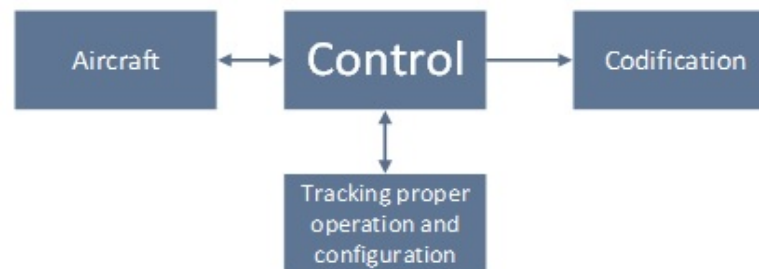 Aircraft
Control
Codification
Tracking proper
operation and
configuration